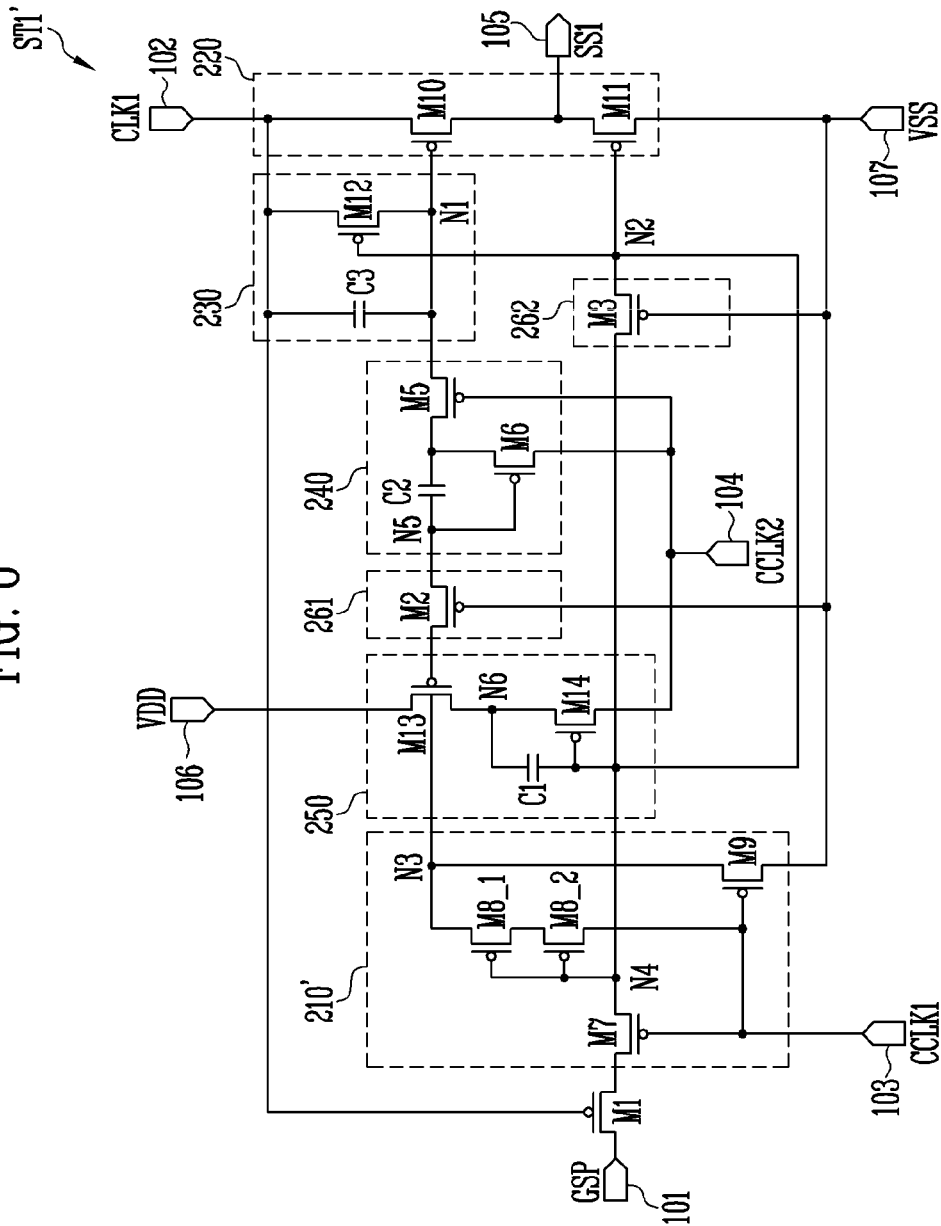 FIG.
ST1'
106
VDD
102
CLK1
210'
250
261
240
230
220
105
SS1
N3
M13
M2
N5
C2
M5
C3
M12
N1
M10
M8_1
M8_2
C1
N6
M14
M6
262
GSP
101
M1
M7
N4
M3
N2
M11
M9
103
CCLK1
104
CCLK2
107
VSS